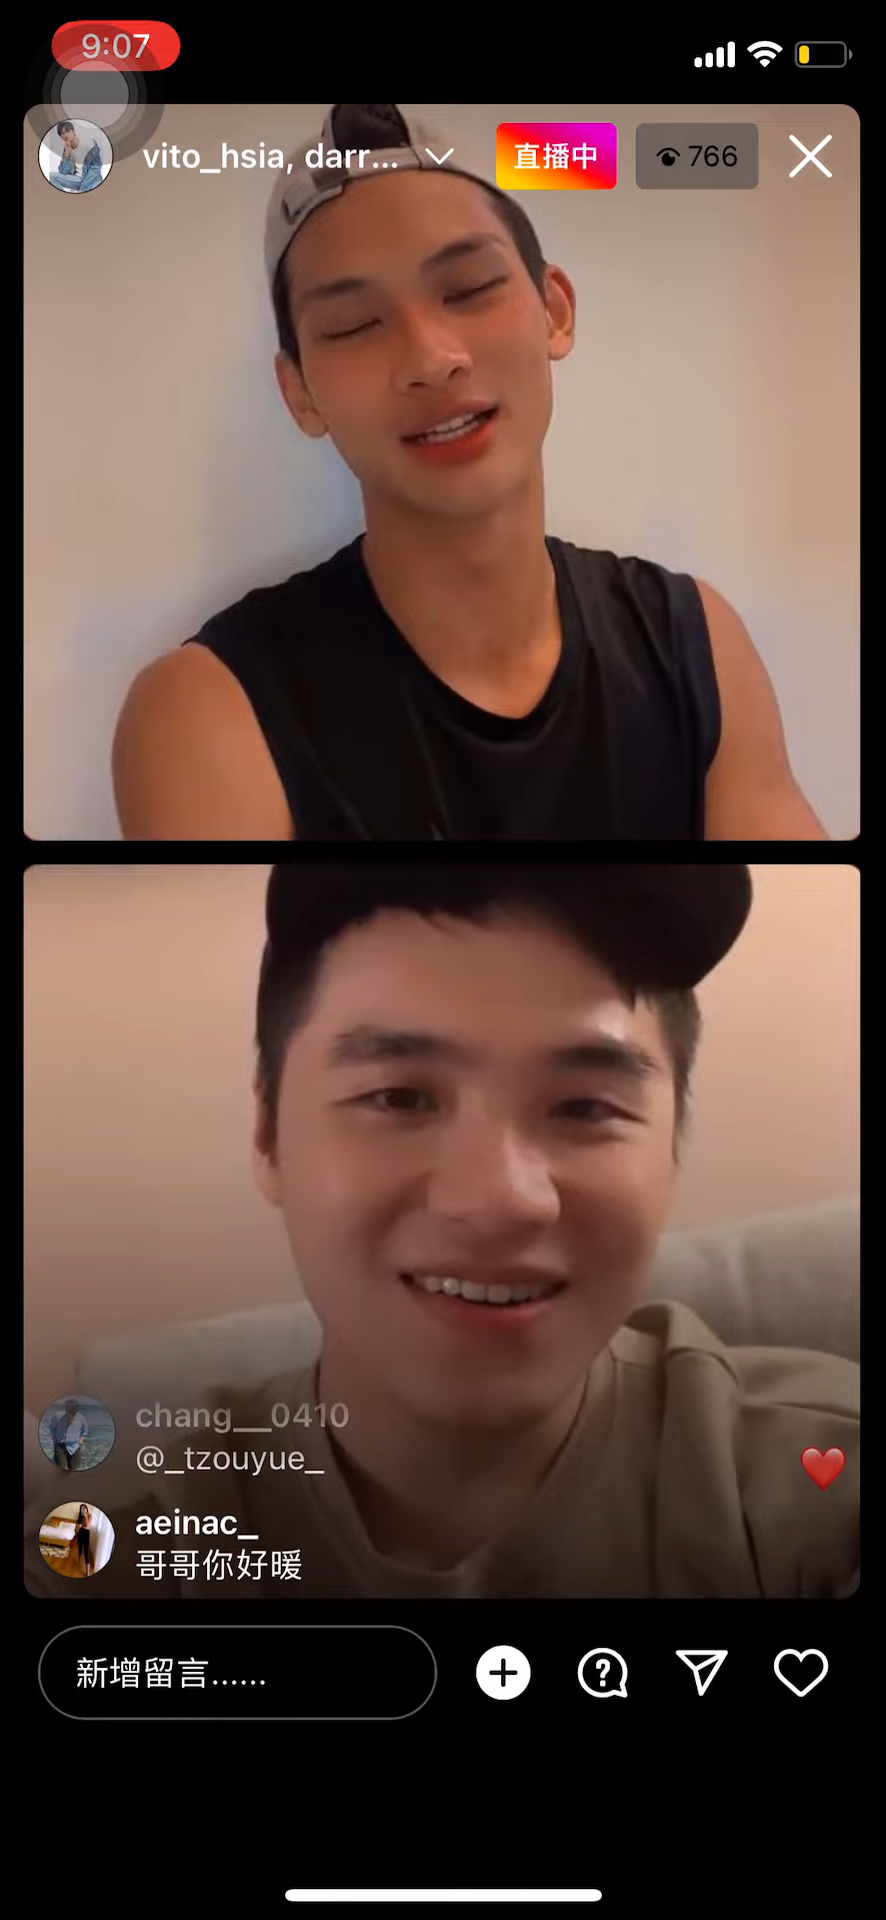 9:07
vito_hsia, darr...
直播中
766
chang__0410
@_tzouyue_
aeinac_
哥哥你好暖
新增留言......